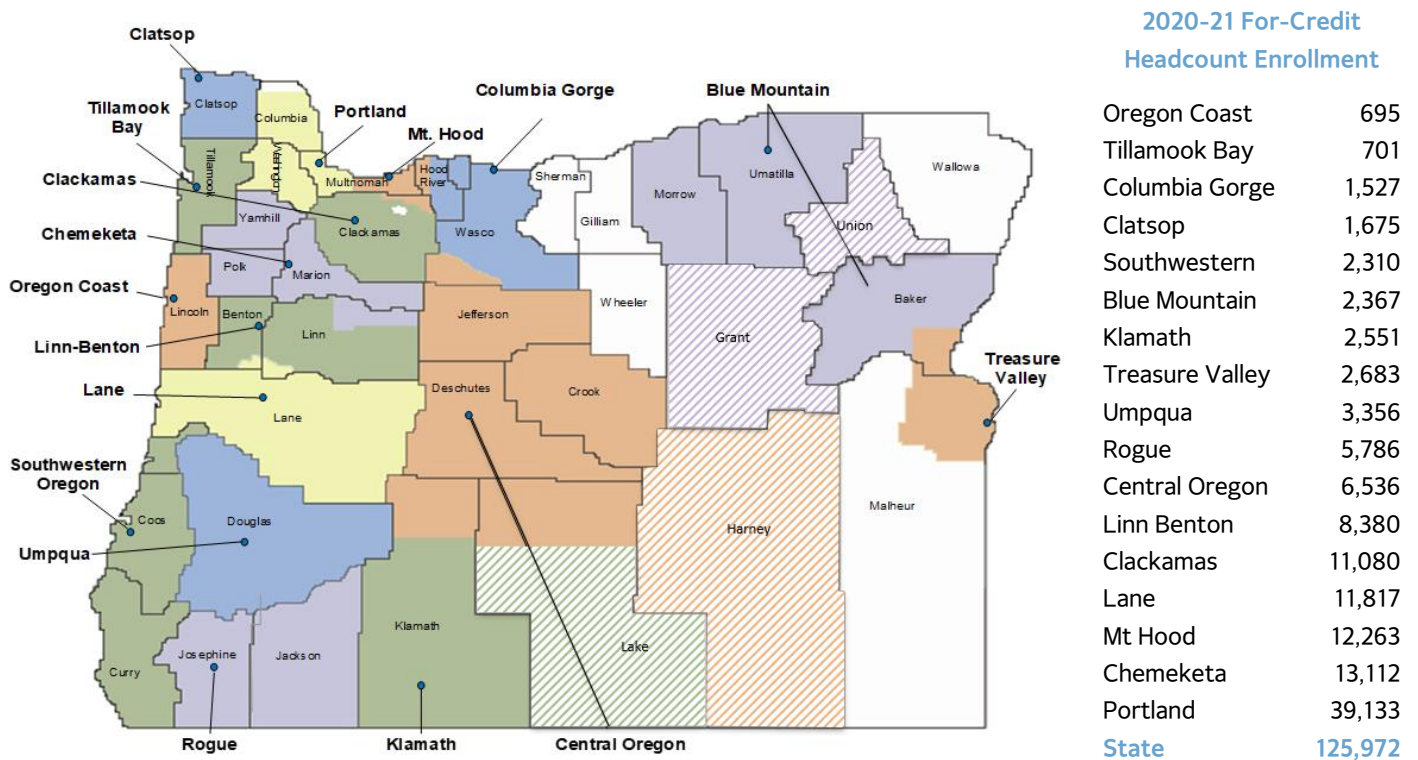 Clatsop
Tillamook
Bay
Clackamas
Chemeketa
Oregon Coast
Linn-Benton
Lane
Southwestern
Oregon
Umpqua
Portland
Mt. Hood
Columbia Gorge
Blue Mountain
Treasure
Valley
Rogue
Klamath
Central Oregon
Clatsop
Columbia
Tillamook
Multnomah
Hood
River
Sherman
Gilliam
Morrow
Umatilla
Wallowa
Union
Yamhill
Clackamas
Wasco
Polk
Marion
Lincoln
Benton
Linn
Jefferson
Wheeler
Grant
Baker
Lane
Deschutes
Crook
Coos
Douglas
Harney
Malheur
Curry
Josephine
Jackson
Klamath
Lake
2020-21 For-Credit
Headcount Enrollment
Oregon Coast 695
Tillamook Bay 701
Columbia Gorge 1,527
Clatsop 1,675
Southwestern 2,310
Blue Mountain 2,367
Klamath 2,551
Treasure Valley 2,683
Umpqua 3,356
Rogue 5,786
Central Oregon 6,536
Linn Benton 8,380
Clackamas 11,080
Lane 11,817
Mt Hood 12,263
Chemeketa 13,112
Portland 39,133
State 125,972